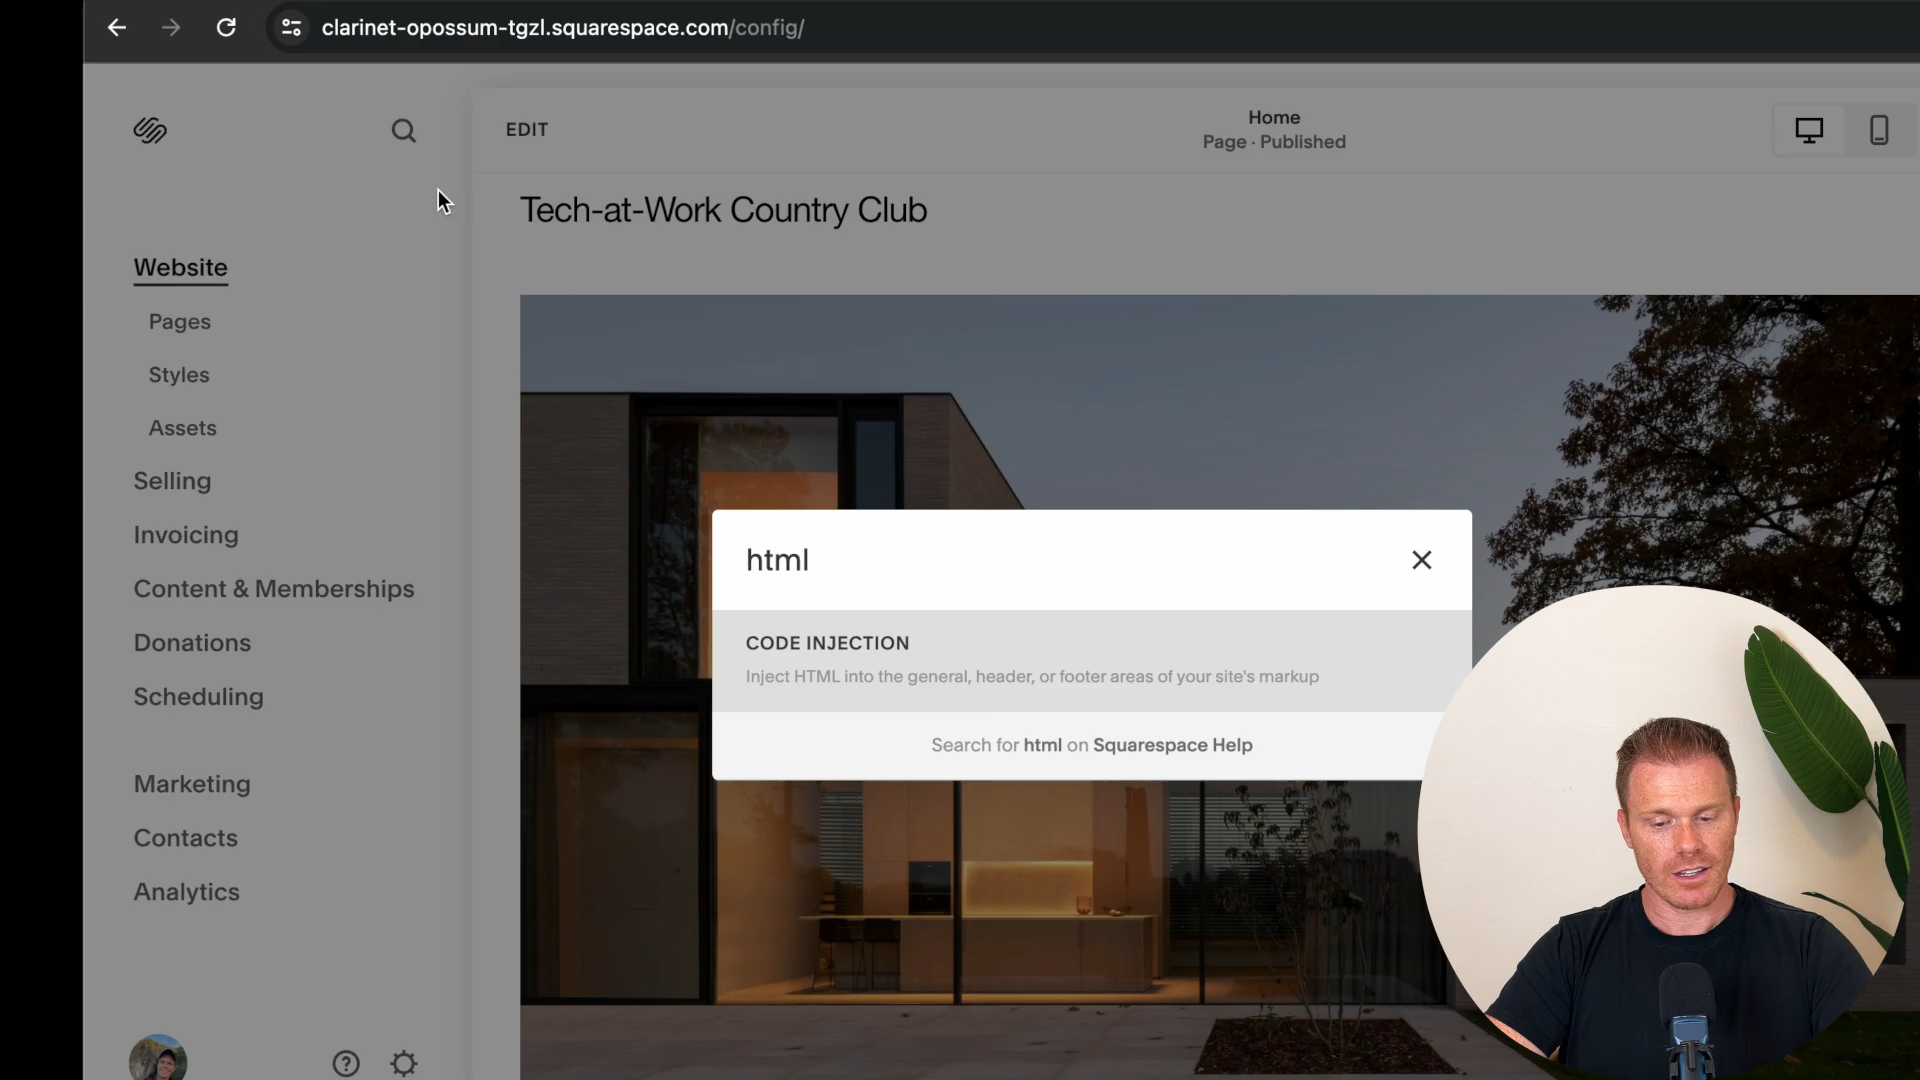 clarinet-opossum-tgzl.squarespace.com/config/
EDIT
Home
Page · Published
Tech-at-Work Country Club
Website
Pages
Styles
Assets
Selling
Invoicing
Content & Memberships
Donations
Scheduling
Marketing
Contacts
Analytics
html
CODE INJECTION
Inject HTML into the general, header, or footer areas of your site's markup
Search for html on Squarespace Help